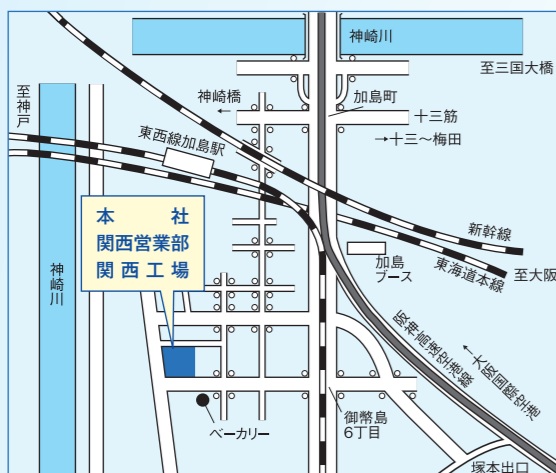 神崎川
至三国大橋
至神戸
神崎橋
←
加島町
十三筋
→十三～梅田
東西線加島駅
本社
関西営業部
関西工場
新幹線
東海道本線
至大阪
加島
ブース
神崎川
阪神高速空港線
←大阪国際空港
ベーカリー
御幣島
6丁目
塚本出口